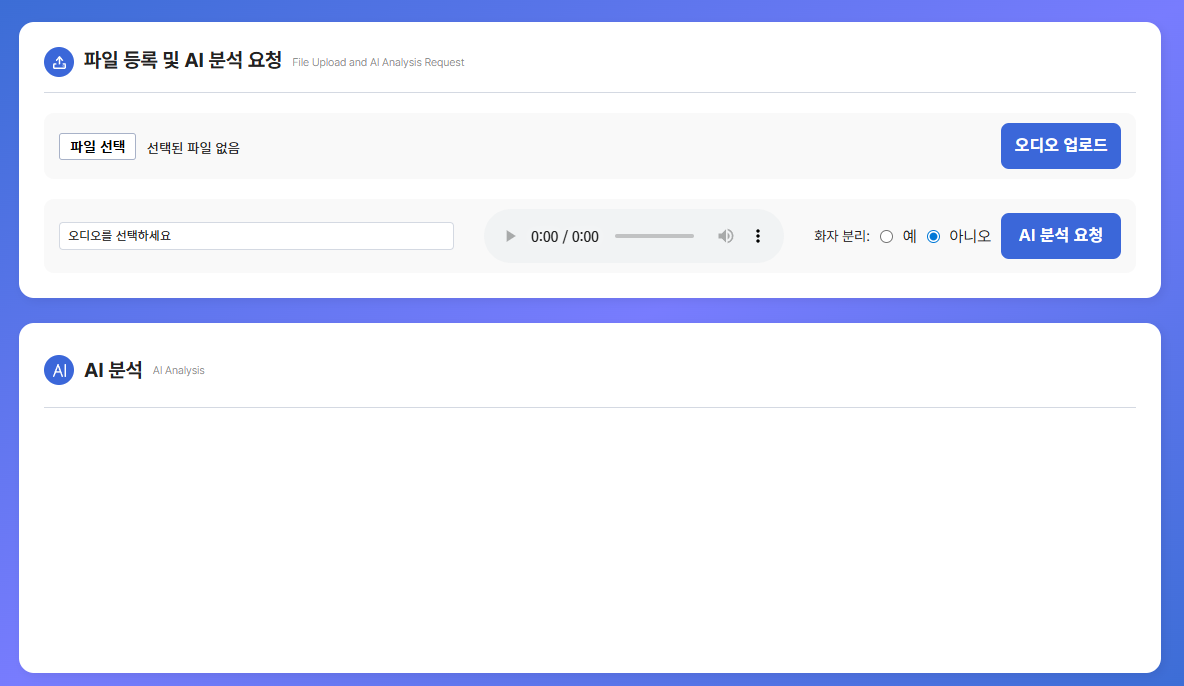 파일 등록 및 AI 분석 요청 File Upload and AI Analysis Request
파일 선택 선택된 파일 없음 오디오 업로드
오디오를 선택하세요 0:00 / 0:00 화자 분리: 예 아니오 AI 분석 요청
AI AI 분석 AI Analysis